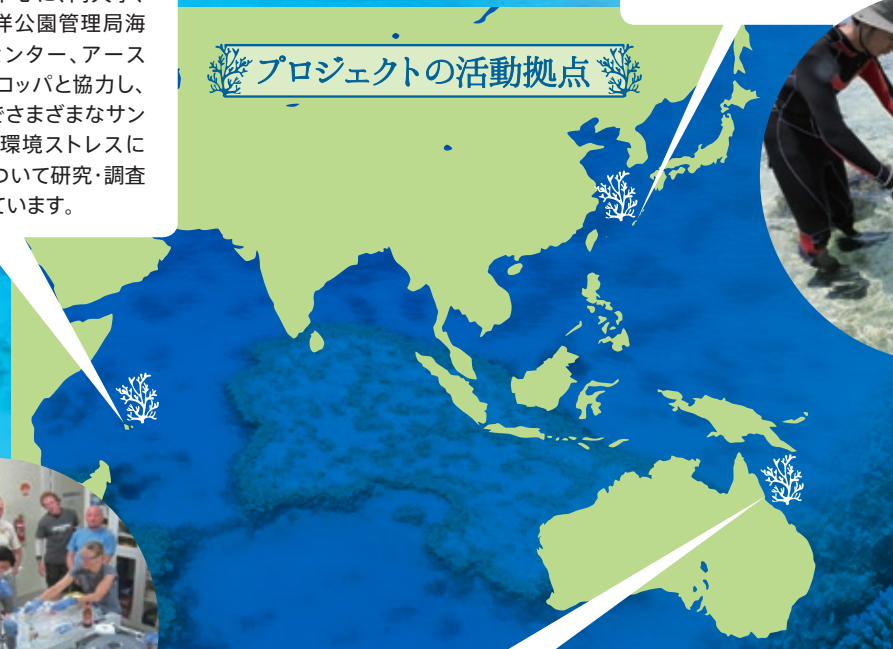 洋公園管理局海
センター、アース
ロッパと協力し、
でさまざまなサン
環境ストレスに
ついて研究・調査
ています。
プロジェクトの活動拠点